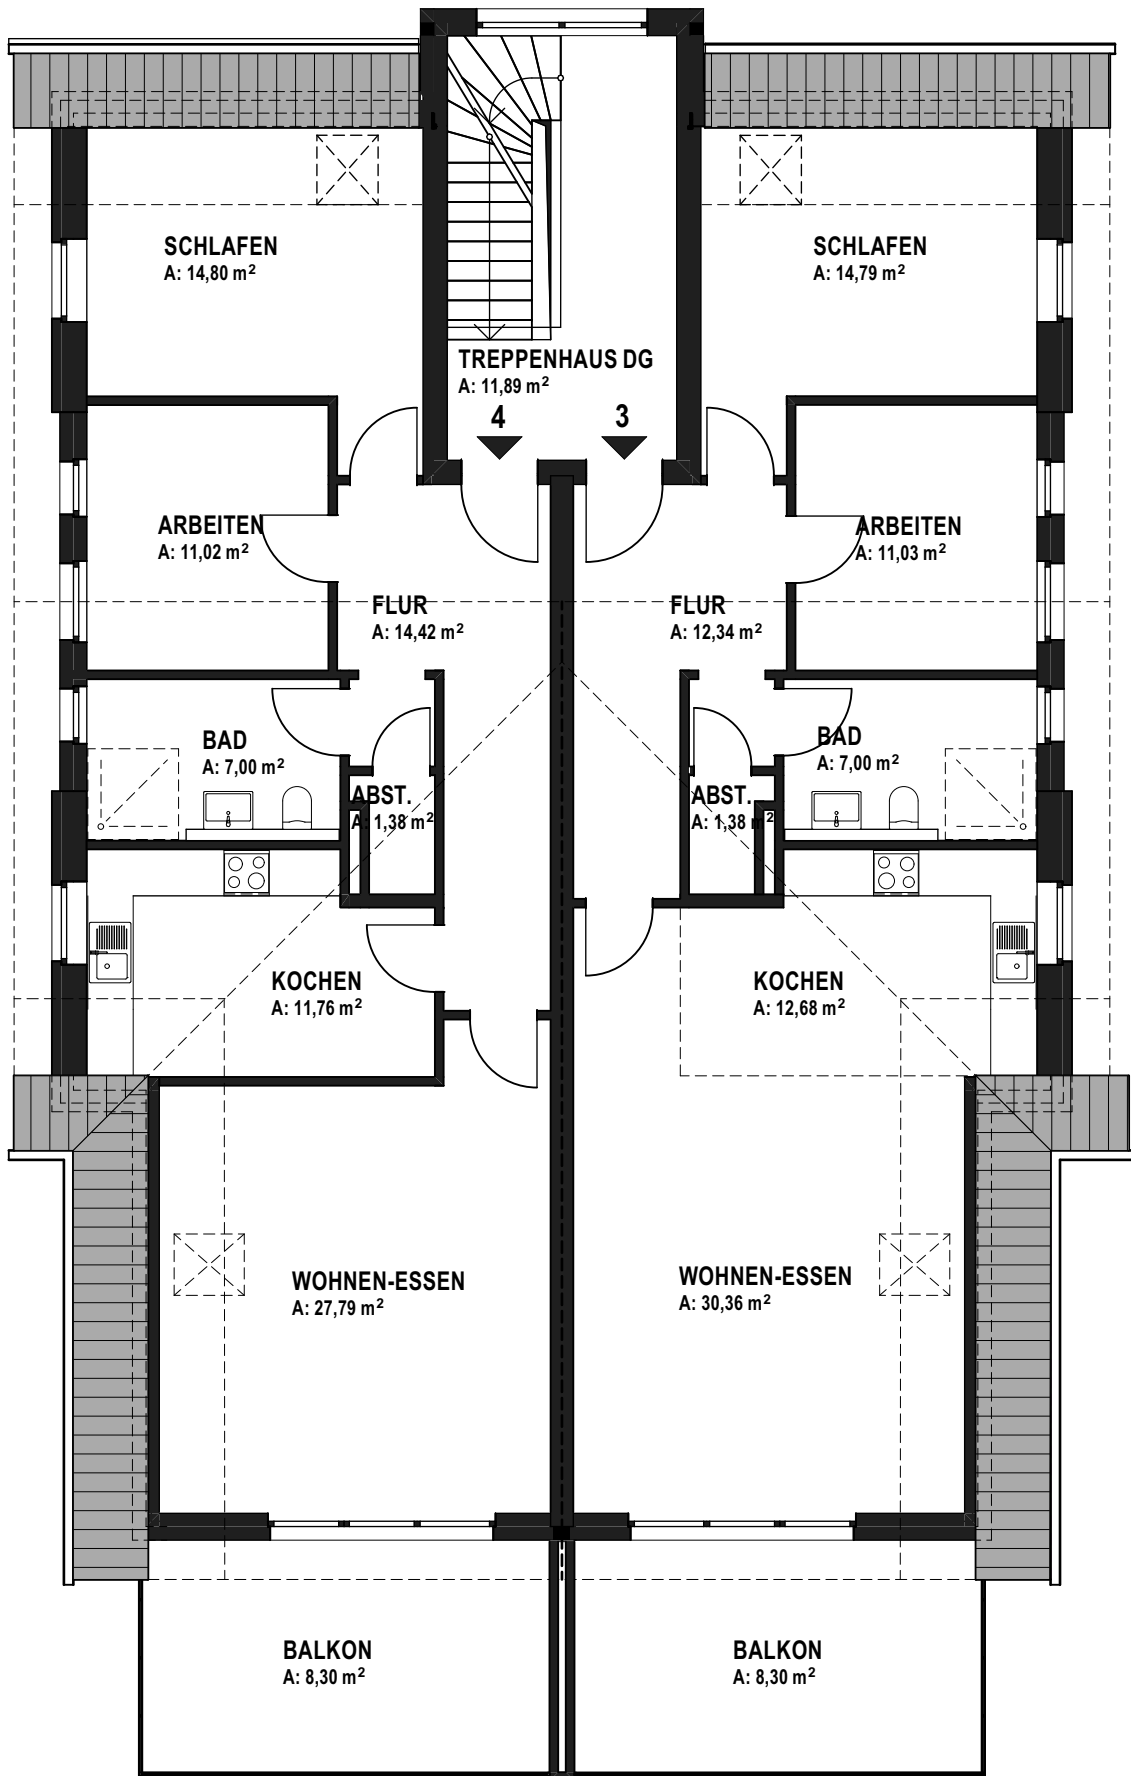 SCHLAFEN
A: 14,80 m²
SCHLAFEN
A: 14,79 m²
TREPPENHAUS DG
A: 11,89 m²
4
3
ARBEITEN
A: 11,02 m²
ARBEITEN
A: 11,03 m²
FLUR
A: 14,42 m²
FLUR
A: 12,34 m²
BAD
A: 7,00 m²
BAD
A: 7,00 m²
ABST.
A: 1,38 m²
ABST.
A: 1,38 m²
KOCHEN
A: 11,76 m²
KOCHEN
A: 12,68 m²
WOHNEN-ESSEN
A: 27,79 m²
WOHNEN-ESSEN
A: 30,36 m²
BALKON
A: 8,30 m²
BALKON
A: 8,30 m²